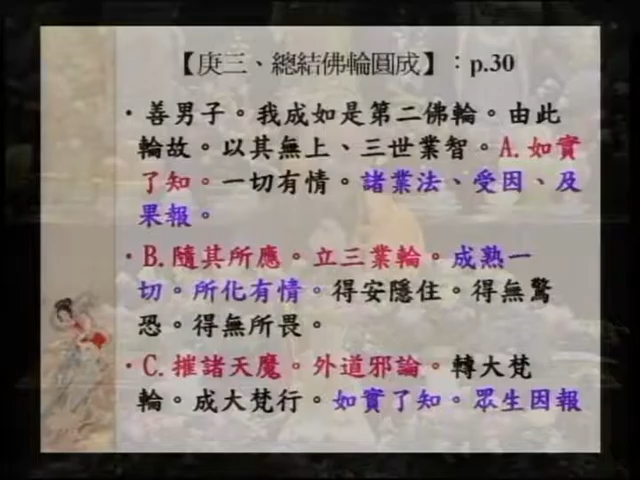 【庚三、總結佛輪圓成】：p.30
·善男子。我成如是第二佛輪。由此
輪故。以其無上、三世業智。A.如實
了知。一切有情。諸業法、受因、及
果報。
·B.隨其所應。立三業輪。成熟一
切。所化有情。得安隱住。得無驚
恐。得無所畏。
·C.摧諸天魔。外道邪論。轉大梵
輪。成大梵行。如實了知。眾生因報